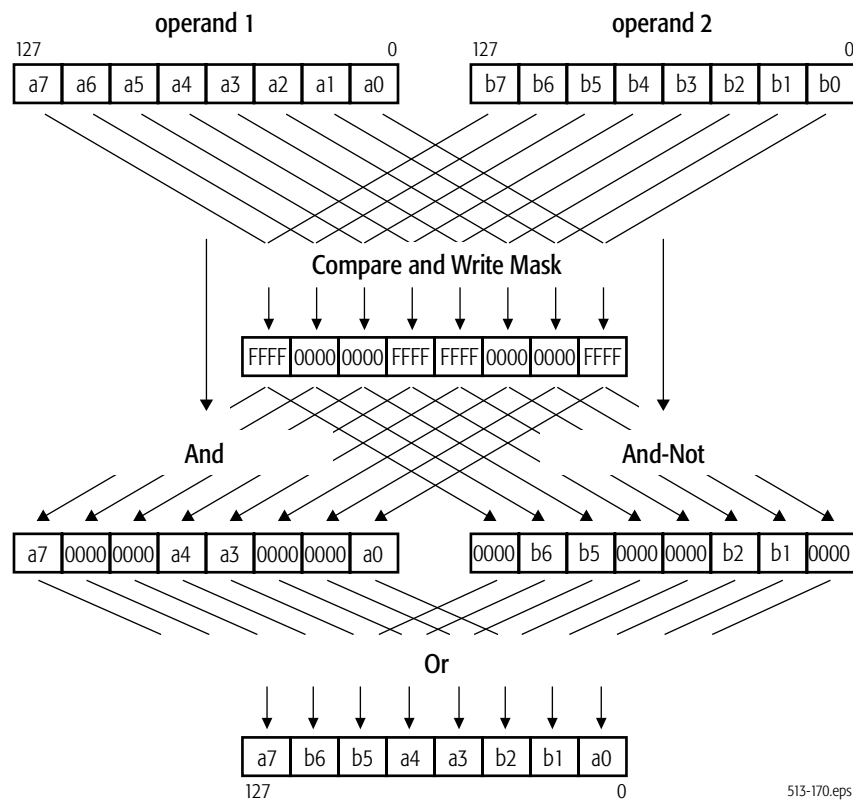 operand 1 operand 2
127 0 127 0
a7 a6 a5 a4 a3 a2 a1 a0 b7 b6 b5 b4 b3 b2 b1 b0
Compare and Write Mask
FFFF 0000 0000 FFFF FFFF 0000 0000 FFFF
And And-Not
a7 0000 0000 a4 a3 0000 0000 a0 0000 b6 b5 0000 0000 b2 b1 0000
Or
a7 b6 b5 a4 a3 b2 b1 a0
127 0
513-170.eps